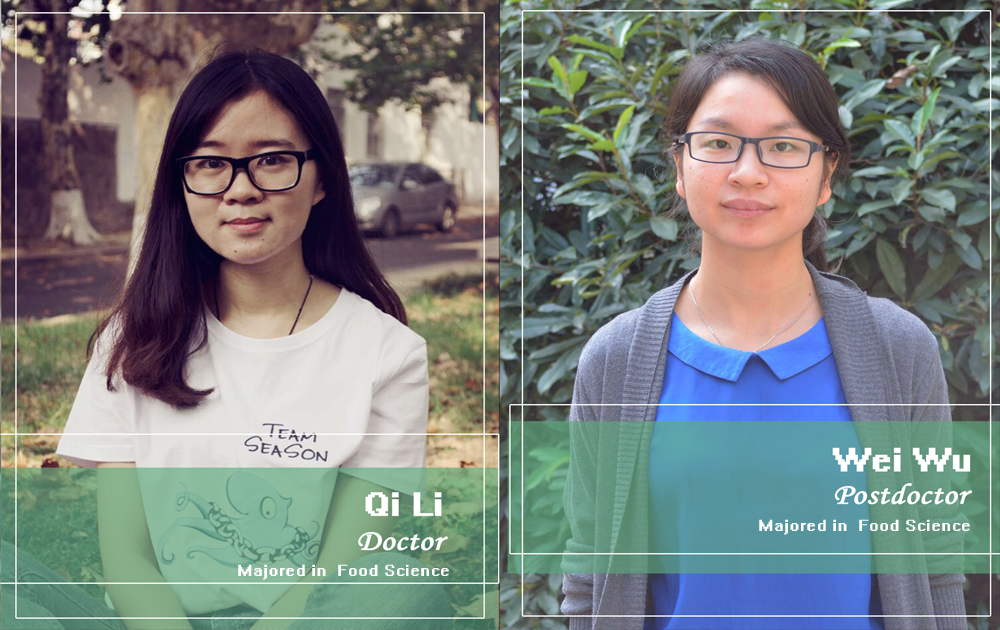 TEAM
SEASON
Qi Li
Doctor
Majored in Food Science
Wei Wu
Postdoctor
Majored in Food Science